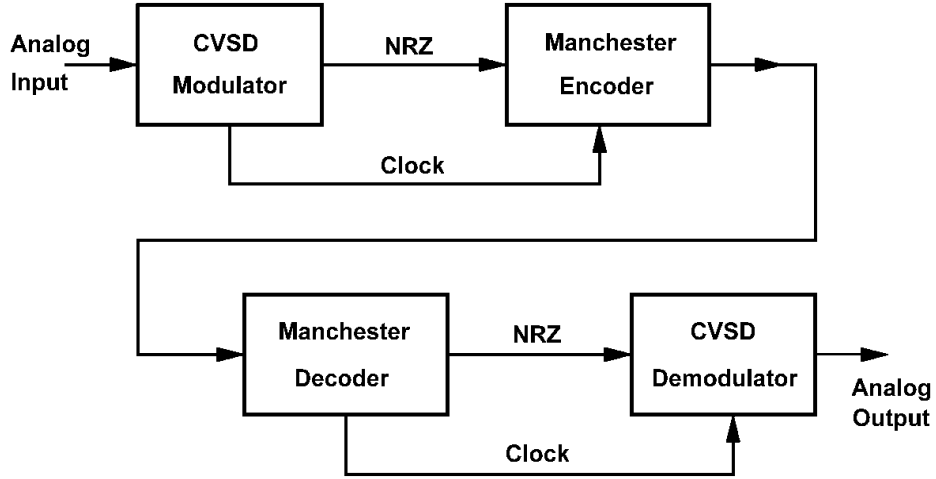 Analog
Input
CVSD
Modulator
NRZ
Manchester
Encoder
Clock
Manchester
Decoder
NRZ
CVSD
Demodulator
Analog
Output
Clock